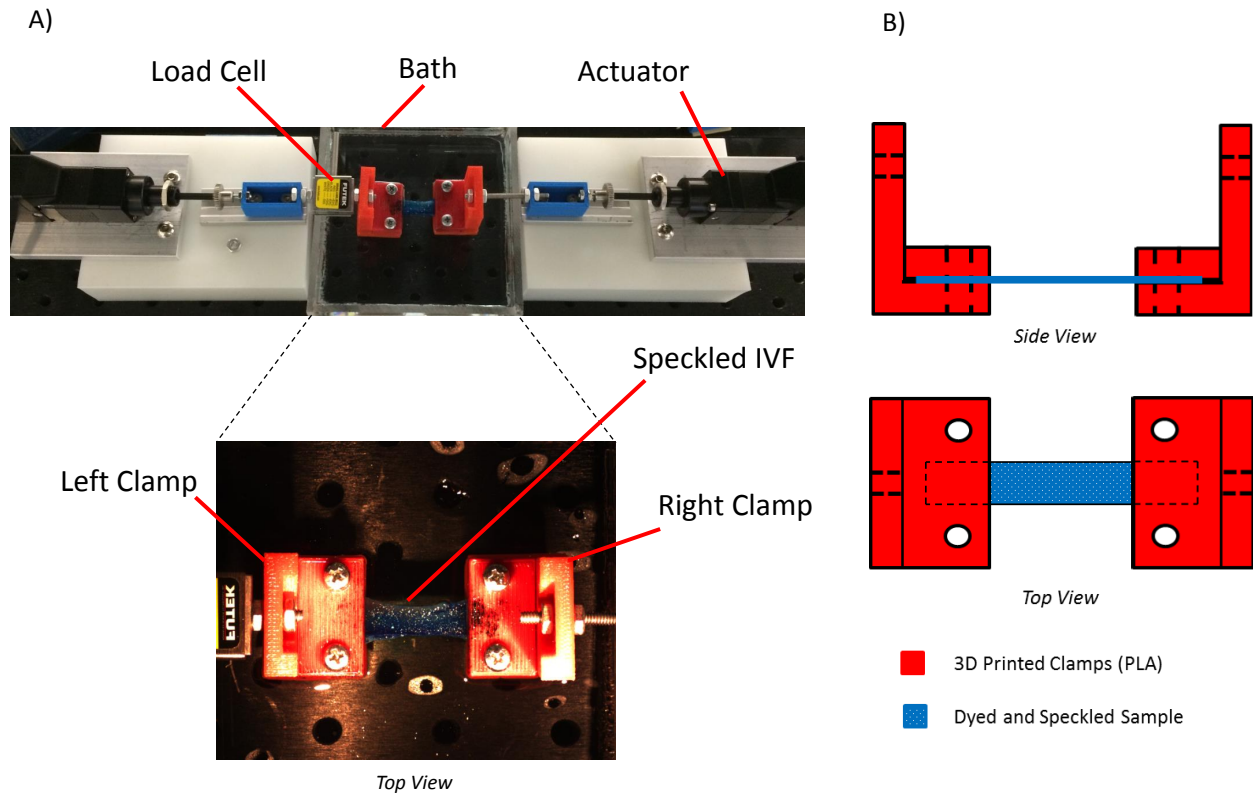 A)
B)
Load Cell
Bath
Actuator
FUTEK
Side View
Speckled IVF
Left Clamp
Right Clamp
FUTEK
Top View
Top View
3D Printed Clamps (PLA)
Dyed and Speckled Sample